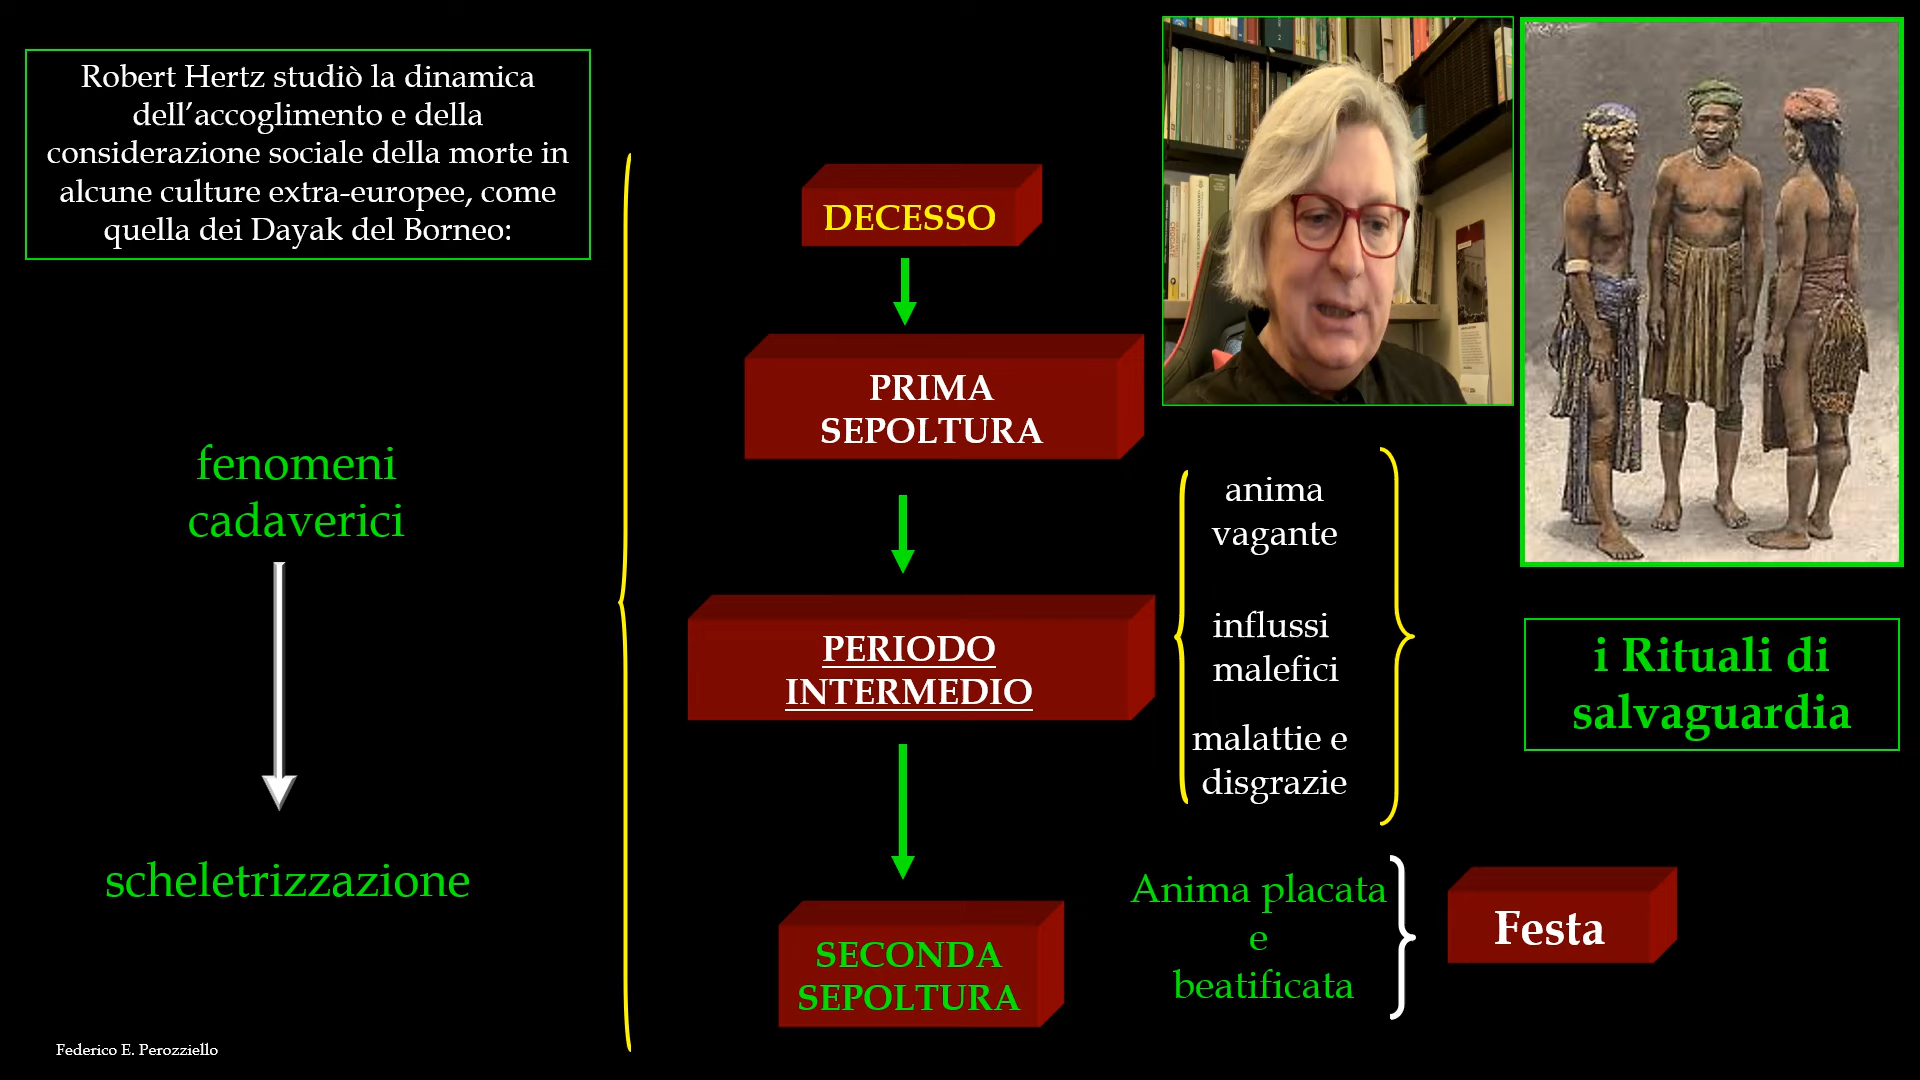 Robert Hertz studiò la dinamica
dell’accoglimento e della
considerazione sociale della morte in
alcune culture extra-europee, come
quella dei Dayak del Borneo:
DECESSO
PRIMA
SEPOLTURA
fenomeni
cadaverici
anima
vagante
influssi
malefici
malattie e
disgrazie
PERIODO
INTERMEDIO
i Rituali di
salvaguardia
scheletrizzazione
SECONDA
SEPOLTURA
Anima placata
e
beatificata
Festa
Federico E. Perozziello